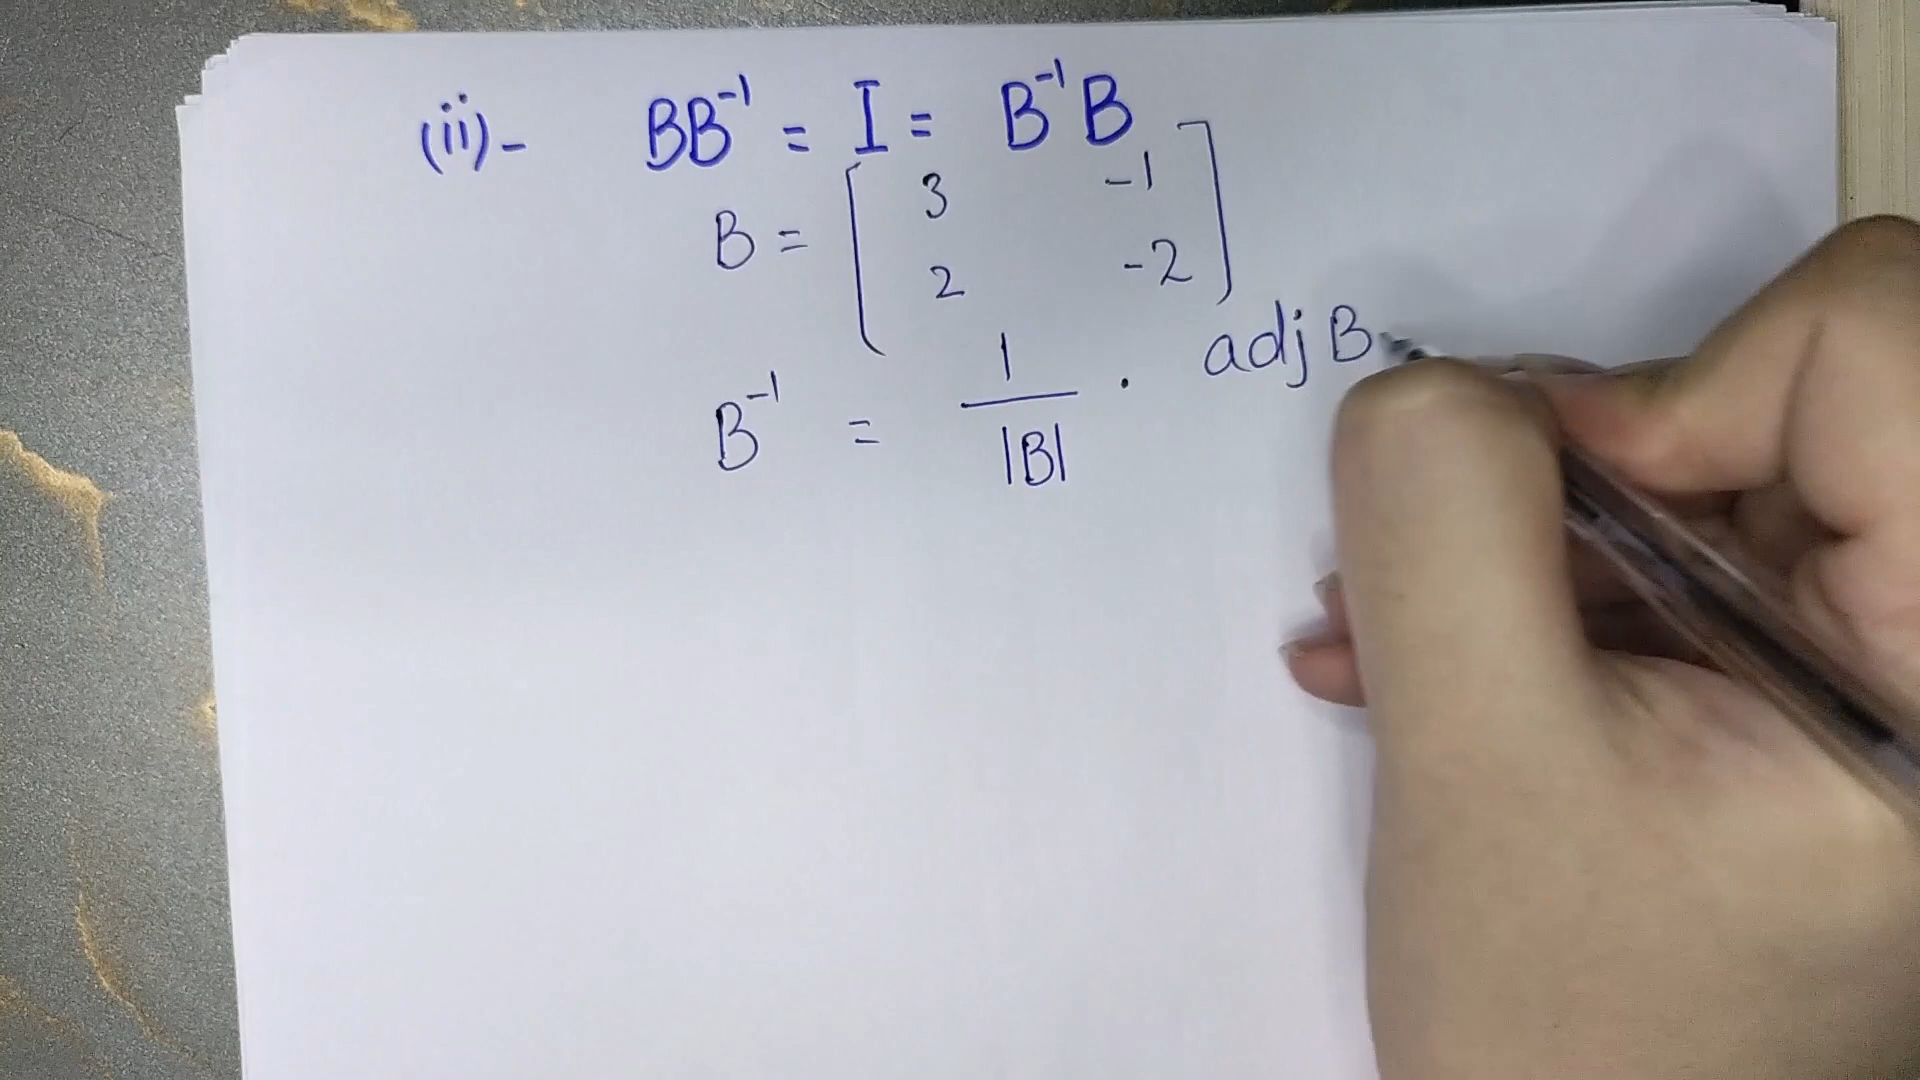 (ii)- BB⁻¹ = I = B⁻¹B
B = [ 3 -1
2 -2 ]
B⁻¹ = 1/|B| . adj B